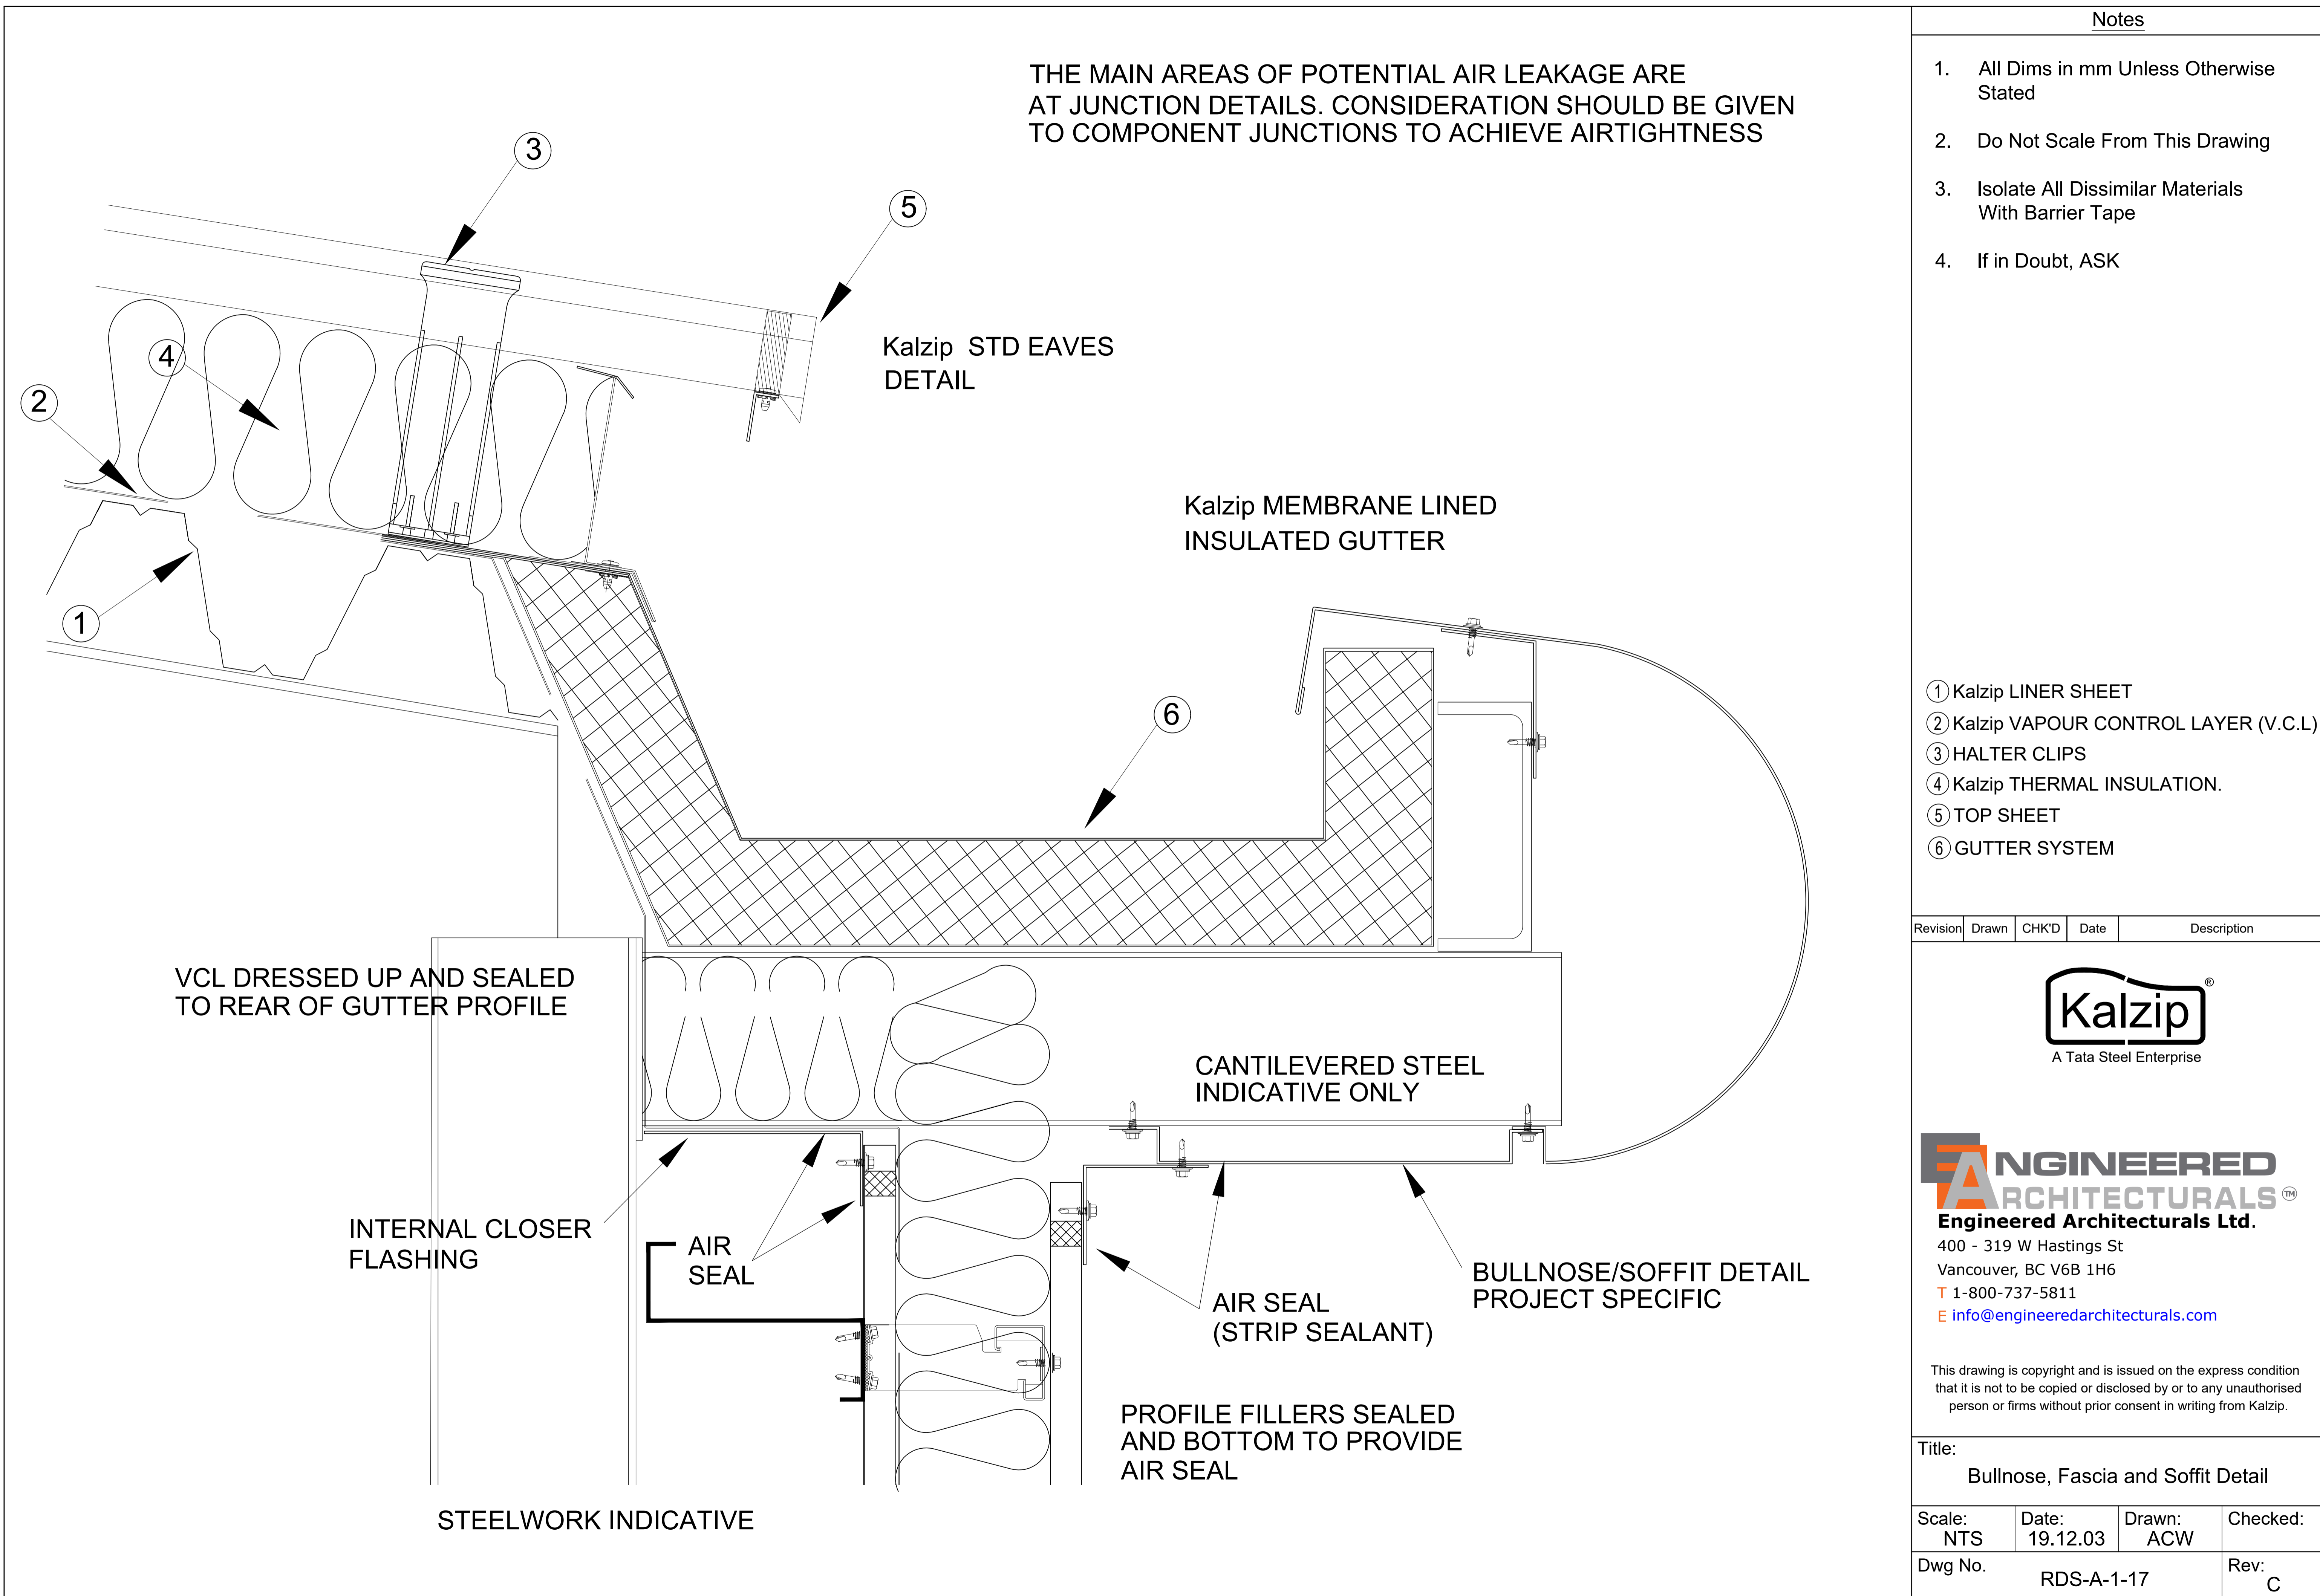 THE MAIN AREAS OF POTENTIAL AIR LEAKAGE ARE
AT JUNCTION DETAILS. CONSIDERATION SHOULD BE GIVEN
TO COMPONENT JUNCTIONS TO ACHIEVE AIRTIGHTNESS
3
5
4
2
1
6
Kalzip STD EAVES
DETAIL
Kalzip MEMBRANE LINED
INSULATED GUTTER
VCL DRESSED UP AND SEALED
TO REAR OF GUTTER PROFILE
CANTILEVERED STEEL
INDICATIVE ONLY
INTERNAL CLOSER
FLASHING
AIR
SEAL
AIR SEAL
(STRIP SEALANT)
BULLNOSE/SOFFIT DETAIL
PROJECT SPECIFIC
PROFILE FILLERS SEALED
AND BOTTOM TO PROVIDE
AIR SEAL
STEELWORK INDICATIVE
Notes
1. All Dims in mm Unless Otherwise
Stated
2. Do Not Scale From This Drawing
3. Isolate All Dissimilar Materials
With Barrier Tape
4. If in Doubt, ASK
1 Kalzip LINER SHEET
2 Kalzip VAPOUR CONTROL LAYER (V.C.L)
3 HALTER CLIPS
4 Kalzip THERMAL INSULATION.
5 TOP SHEET
6 GUTTER SYSTEM
Revision Drawn CHK'D Date Description
Kalzip®
A Tata Steel Enterprise
ENGINEERED
ARCHITECTURALS™
Engineered Architecturals Ltd.
400 - 319 W Hastings St
Vancouver, BC V6B 1H6
T 1-800-737-5811
E info@engineeredarchitecturals.com
This drawing is copyright and is issued on the express condition
that it is not to be copied or disclosed by or to any unauthorised
person or firms without prior consent in writing from Kalzip.
Title:
Bullnose, Fascia and Soffit Detail
Scale: Date: Drawn: Checked:
NTS 19.12.03 ACW
Dwg No. Rev:
RDS-A-1-17 C